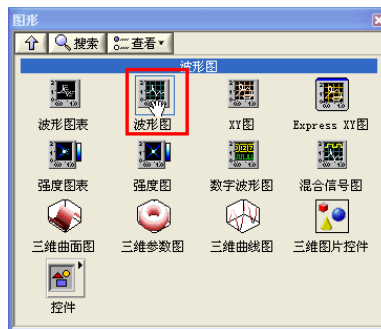 图形
搜索 查看
波形图
波形图表 波形图 XY图 Express XY图
强度图表 强度图 数字波形图 混合信号图
三维曲面图 三维参数图 三维曲线图 三维图片控件
控件